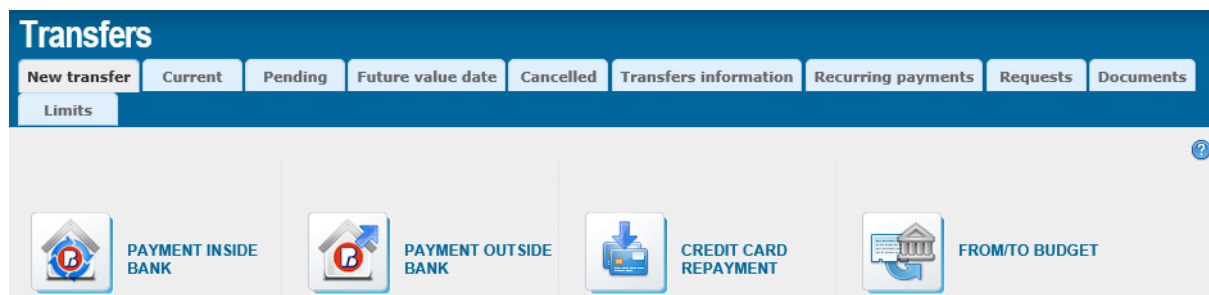 Transfers
New transfer Current Pending Future value date Cancelled Transfers information Recurring payments Requests Documents
Limits
?
PAYMENT INSIDE
BANK
PAYMENT OUTSIDE
BANK
CREDIT CARD
REPAYMENT
FROM/TO BUDGET